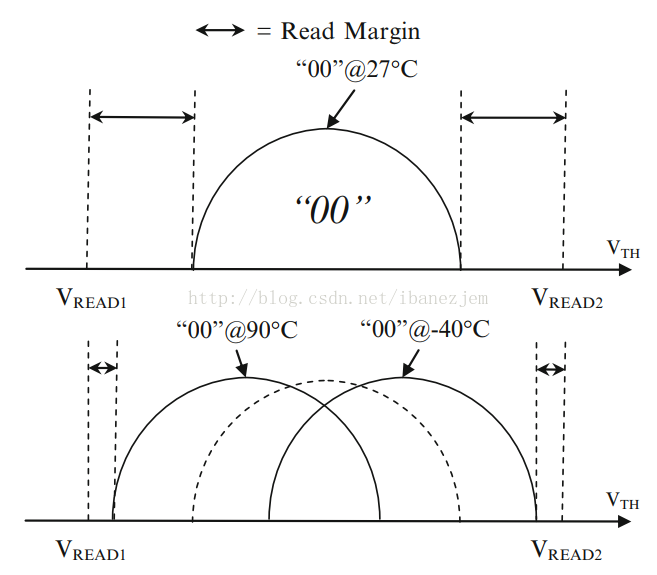 = Read Margin
“00”@27°C
“00”
VTH
VREAD1
http://blog.csdn.net/ibanezjem
VREAD2
“00”@90°C
“00”@-40°C
VTH
VREAD1
VREAD2